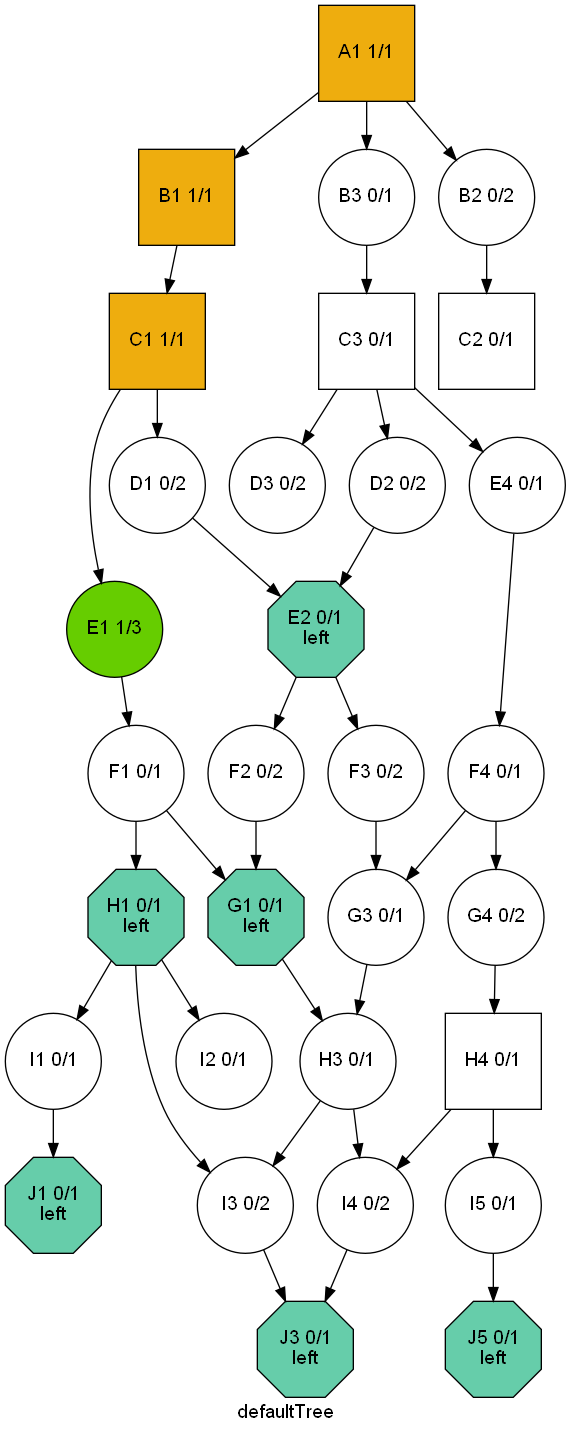 A1 1/1
B1 1/1
B3 0/1
B2 0/2
C1 1/1
C3 0/1
C2 0/1
D1 0/2
D3 0/2
D2 0/2
E4 0/1
E1 1/3
E2 0/1
left
F1 0/1
F2 0/2
F3 0/2
F4 0/1
H1 0/1
left
G1 0/1
left
G3 0/1
G4 0/2
I1 0/1
I2 0/1
H3 0/1
H4 0/1
J1 0/1
left
I3 0/2
I4 0/2
I5 0/1
J3 0/1
left
J5 0/1
left
defaultTree